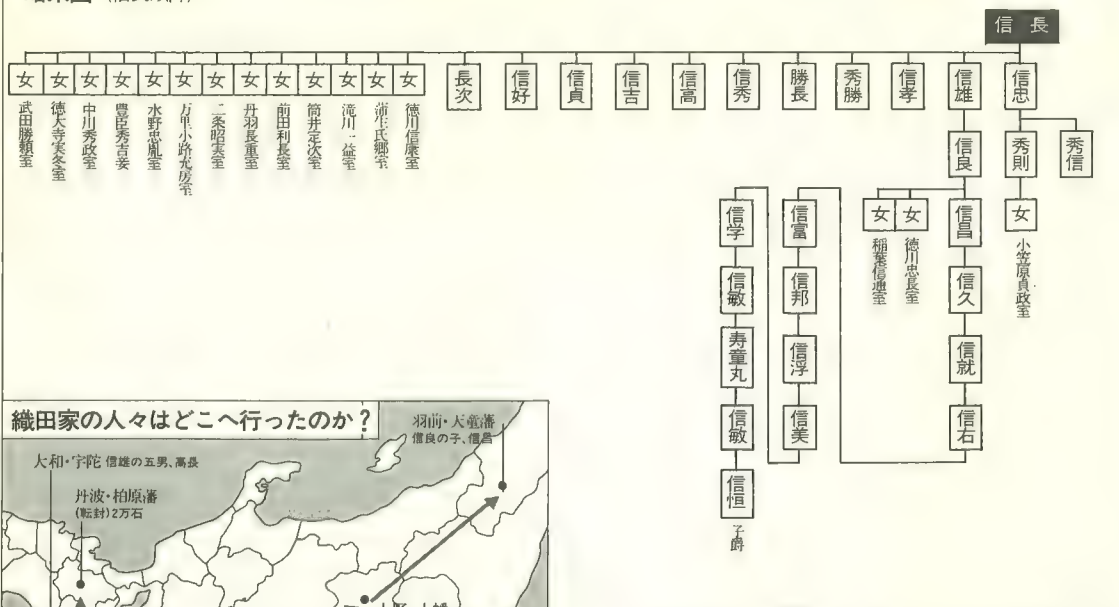 信長
信忠
信雄
信孝
秀勝
勝長
信秀
信高
信吉
信貞
信好
長次
女
徳川信康室
女
蒲生氏郷室
女
滝川一益室
女
筒井定次室
女
前田利長室
女
丹羽長重室
女
二条昭実室
女
万里小路充房室
女
水野忠胤室
女
豊臣秀吉妾
女
中川秀政室
女
徳大寺実冬室
女
武田勝頼室
秀信
秀則
女
小笠原貞政室
信良
信昌
女
徳川忠長室
女
稲葉信通室
信久
信就
信右
信富
信邦
信浮
信美
信学
信敏
寿童丸
信敏
信恒
子爵
織田家の人々はどこへ行ったのか？
羽前・天童藩
信良の子、信昌
大和・宇陀 信雄の五男、高長
丹波・柏原藩
(転封)2万石